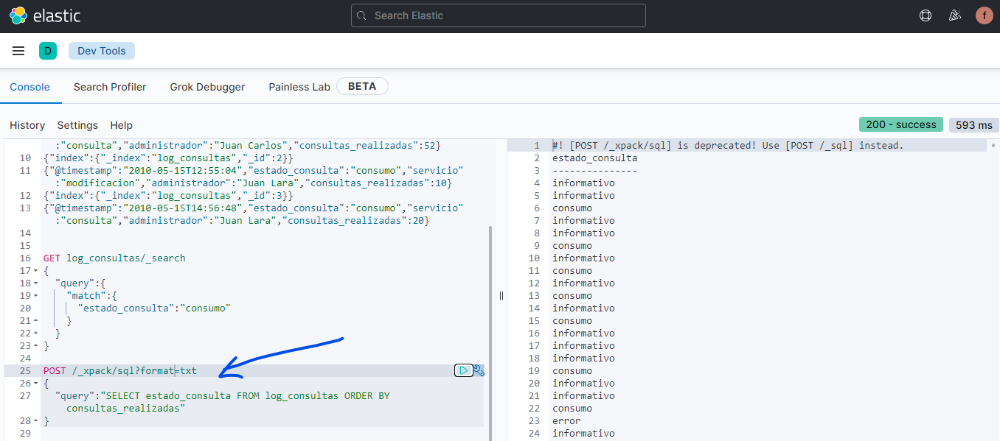 elastic
Search Elastic
f
D
Dev Tools
Console
Search Profiler
Grok Debugger
Painless Lab
BETA
History
Settings
Help
200 - success
593 ms
:"consulta","administrador":"Juan Carlos","consultas_realizadas":52}
10 {"index":{"_index":"log_consultas","_id":2}}
11 {"@timestamp":"2010-05-15T12:55:04","estado_consulta":"consumo","servicio"
:"modificacion","administrador":"Juan Lara","consultas_realizadas":10}
12 {"index":{"_index":"log_consultas","_id":3}}
13 {"@timestamp":"2010-05-15T14:56:48","estado_consulta":"consumo","servicio"
:"consulta","administrador":"Juan Lara","consultas_realizadas":20}
14
15
16 GET log_consultas/_search
17 {
18 "query":{
19 "match":{
20 "estado_consulta":"consumo"
21 }
22 }
23 }
24
25 POST /_xpack/sql?format=txt
26 {
27 "query":"SELECT estado_consulta FROM log_consultas ORDER BY
consultas_realizadas"
28 }
29
1 #! [POST /_xpack/sql] is deprecated! Use [POST /_sql] instead.
2 estado_consulta
3 ---------------
4 informativo
5 informativo
6 consumo
7 informativo
8 informativo
9 consumo
10 informativo
11 consumo
12 informativo
13 consumo
14 informativo
15 consumo
16 informativo
17 informativo
18 informativo
19 consumo
20 informativo
21 informativo
22 consumo
23 error
24 informativo